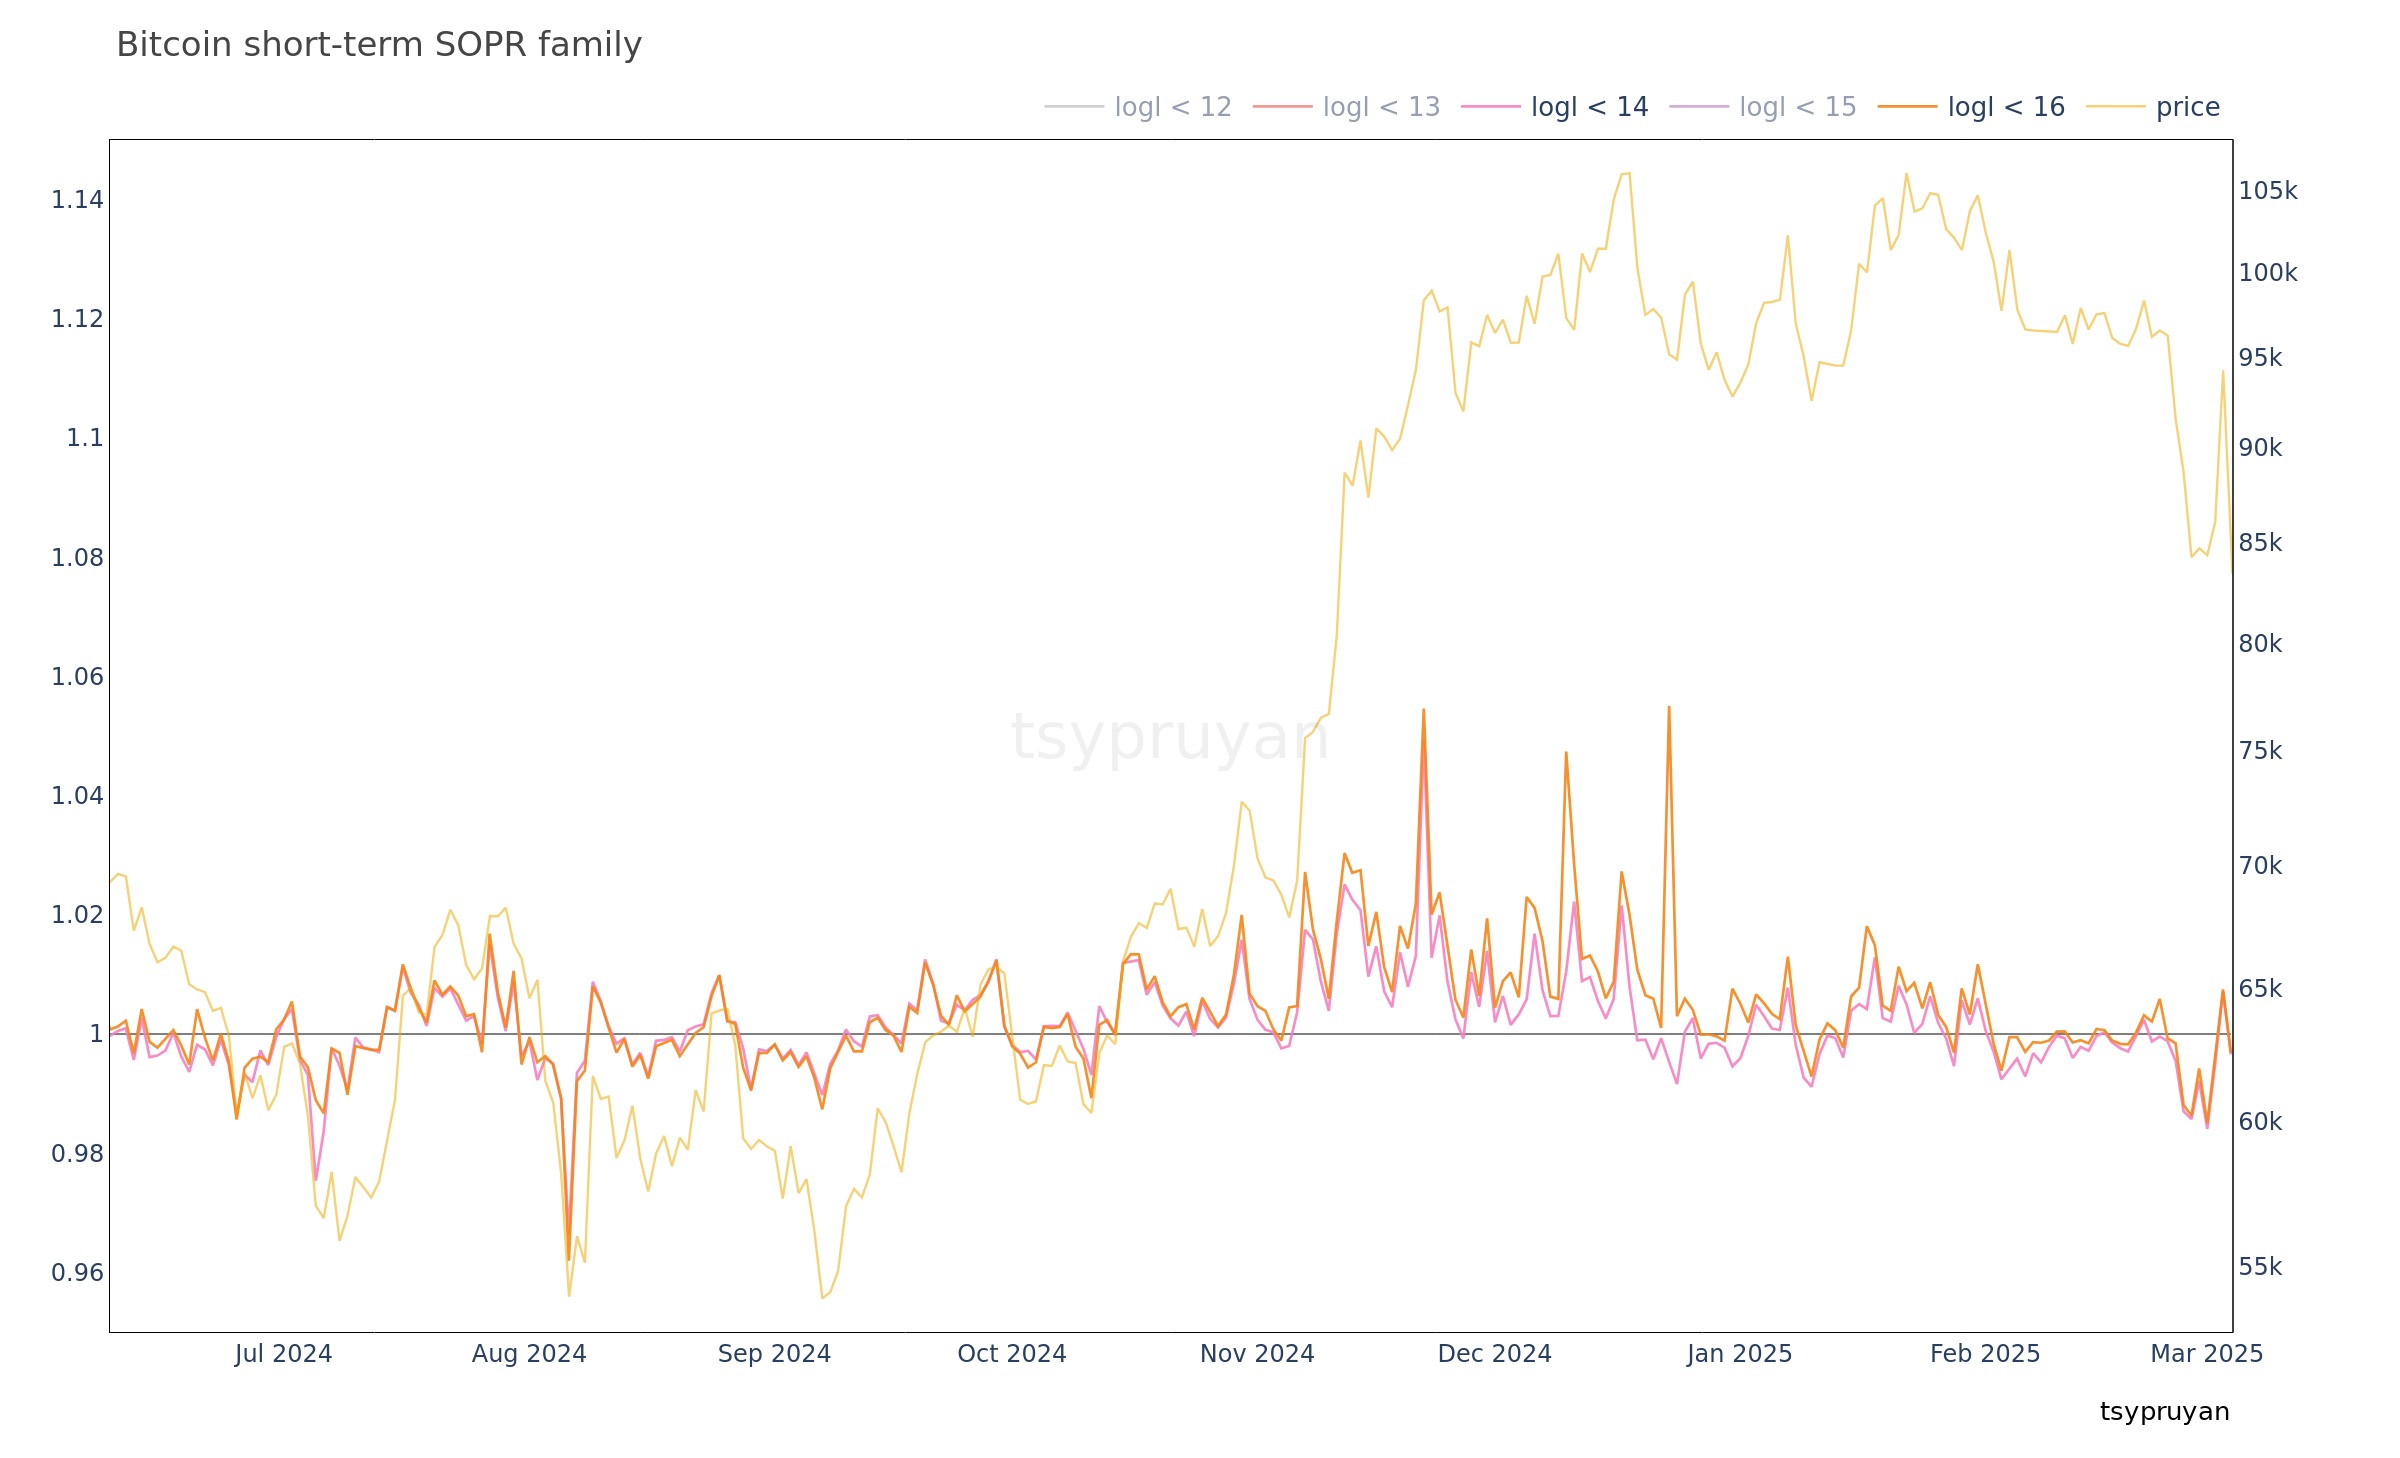 Bitcoin short-term SOPR family
logl < 12 logl < 13 logl < 14 logl < 15 logl < 16 price
1.14
1.12
1.1
1.08
1.06
1.04
1.02
1
0.98
0.96
105k
100k
95k
90k
85k
80k
75k
70k
65k
60k
55k
tsypruyan
Jul 2024 Aug 2024 Sep 2024 Oct 2024 Nov 2024 Dec 2024 Jan 2025 Feb 2025 Mar 2025
tsypruyan